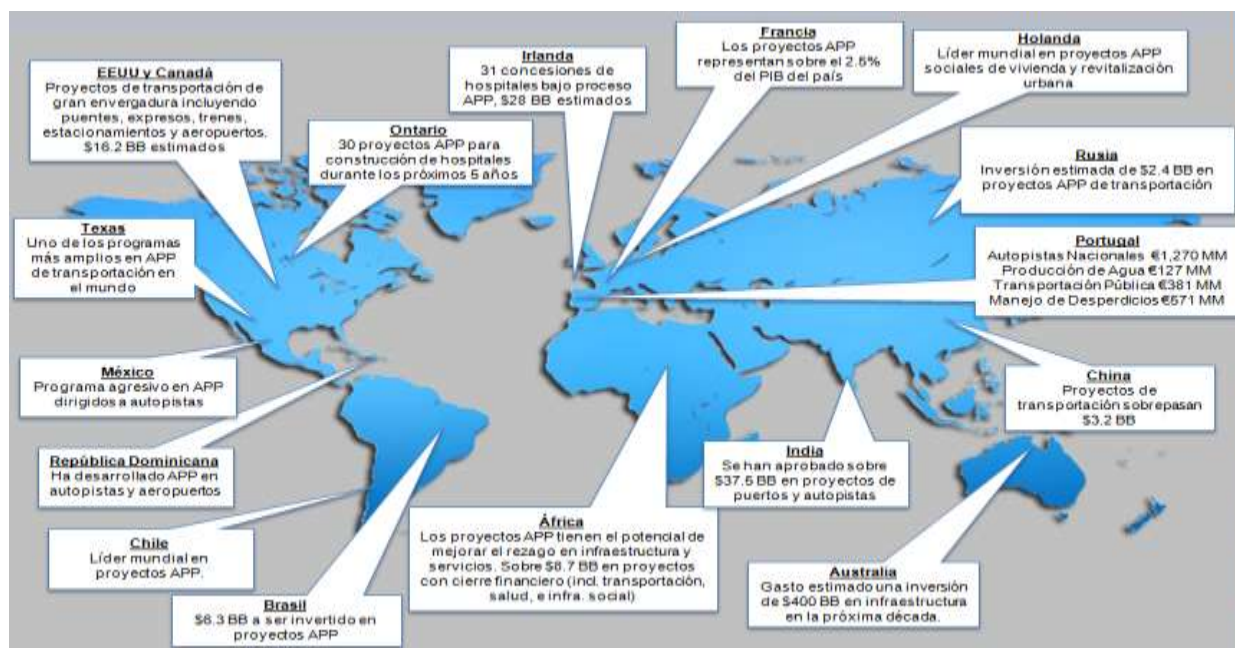 EEUU y Canadá
Proyectos de transportación de
gran envergadura incluyendo
puentes, expresos, trenes,
estacionamientos y aeropuertos.
$16.2 BB estimados
Ontario
30 proyectos APP para
construcción de hospitales
durante los próximos 5 años
Irlanda
31 concesiones de
hospitales bajo proceso
APP, $28 BB estimados
Francia
Los proyectos APP
representan sobre el 2.5%
del PIB del país
Holanda
Líder mundial en proyectos APP
sociales de vivienda y revitalización
urbana
Rusia
Inversión estimada de $2.4 BB en
proyectos APP de transportación
Texas
Uno de los programas
más amplios en APP
de transportación en
el mundo
Portugal
Autopistas Nacionales €1,270 MM
Producción de Agua €127 MM
Transportación Pública €381 MM
Manejo de Desperdicios €571 MM
México
Programa agresivo en APP
dirigidos a autopistas
China
Proyectos de
transportación sobrepasan
$3.2 BB
República Dominicana
Ha desarrollado APP en
autopistas y aeropuertos
India
Se han aprobado sobre
$37.5 BB en proyectos de
puertos y autopistas
Chile
Líder mundial en
proyectos APP.
África
Los proyectos APP tienen el potencial de
mejorar el rezago en infraestructura y
servicios. Sobre $8.7 BB en proyectos
con cierre financiero (incl. transportación,
salud, e infra. social)
Australia
Gasto estimado una inversión
de $400 BB en infraestructura
en la próxima década.
Brasil
$6.3 BB a ser invertido en
proyectos APP